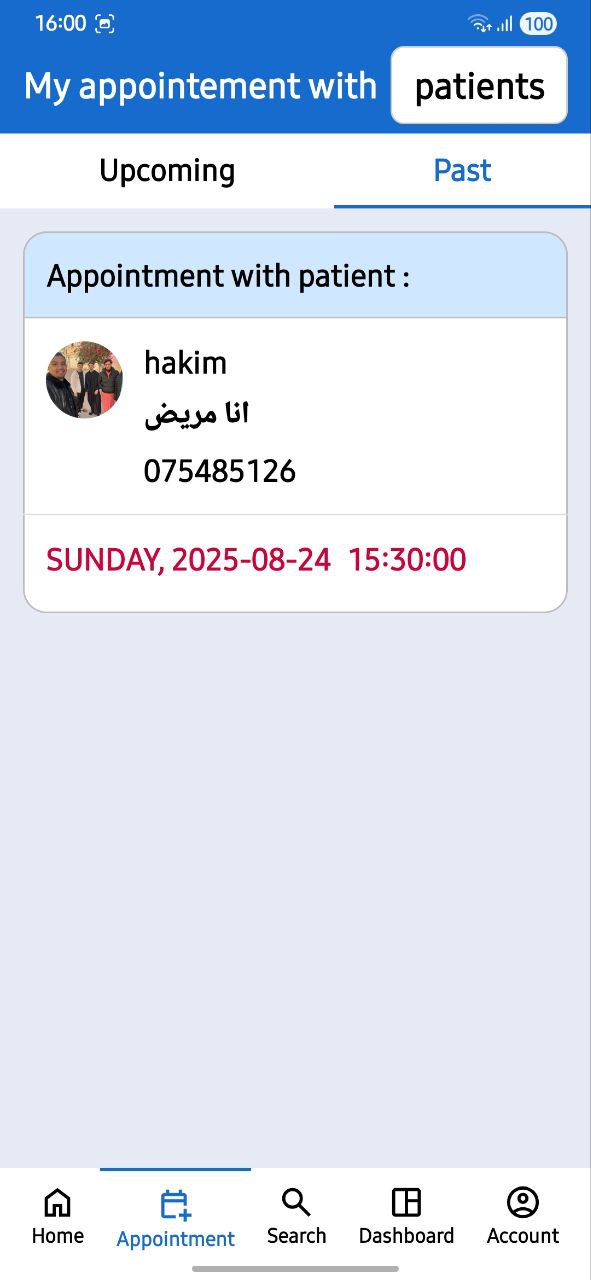 16:00
100
My appointement with patients
Upcoming Past
Appointment with patient :
hakim
انا مريض
075485126
SUNDAY, 2025-08-24 15:30:00
Home Appointment Search Dashboard Account